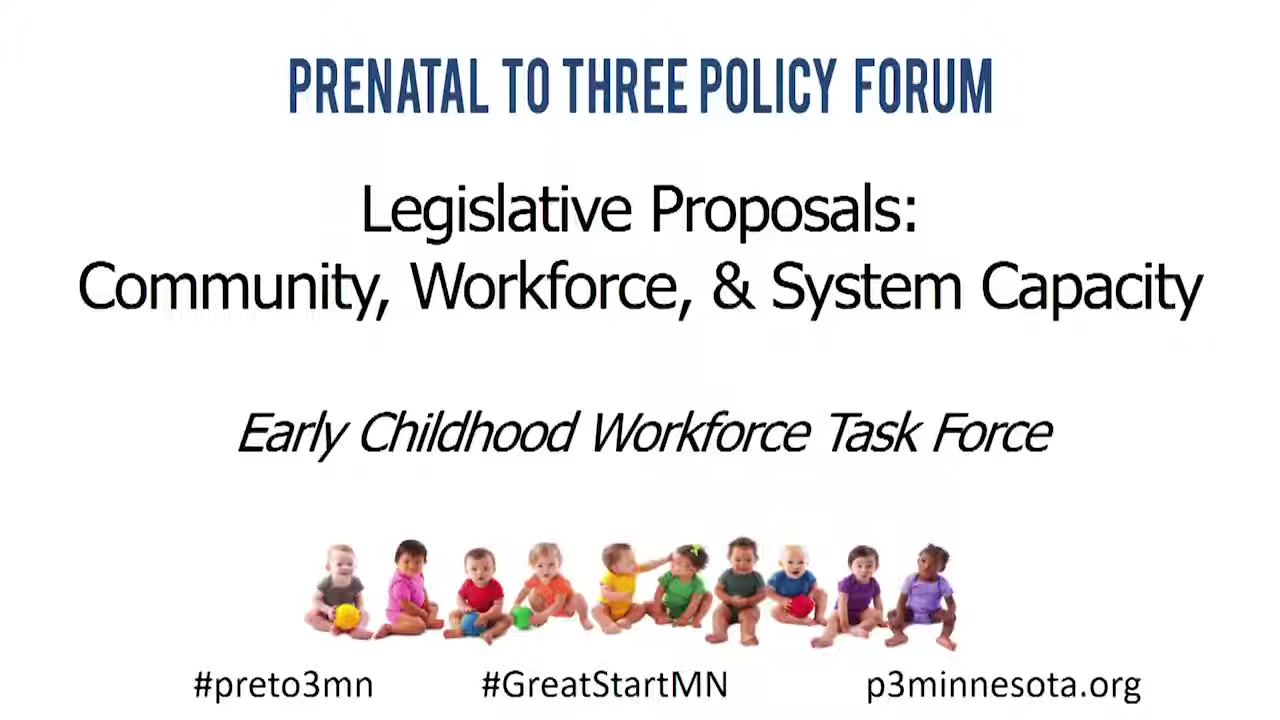 PRENATAL TO THREE POLICY FORUM
Legislative Proposals:
Community, Workforce, & System Capacity
Early Childhood Workforce Task Force
#preto3mn #GreatStartMN p3minnesota.org